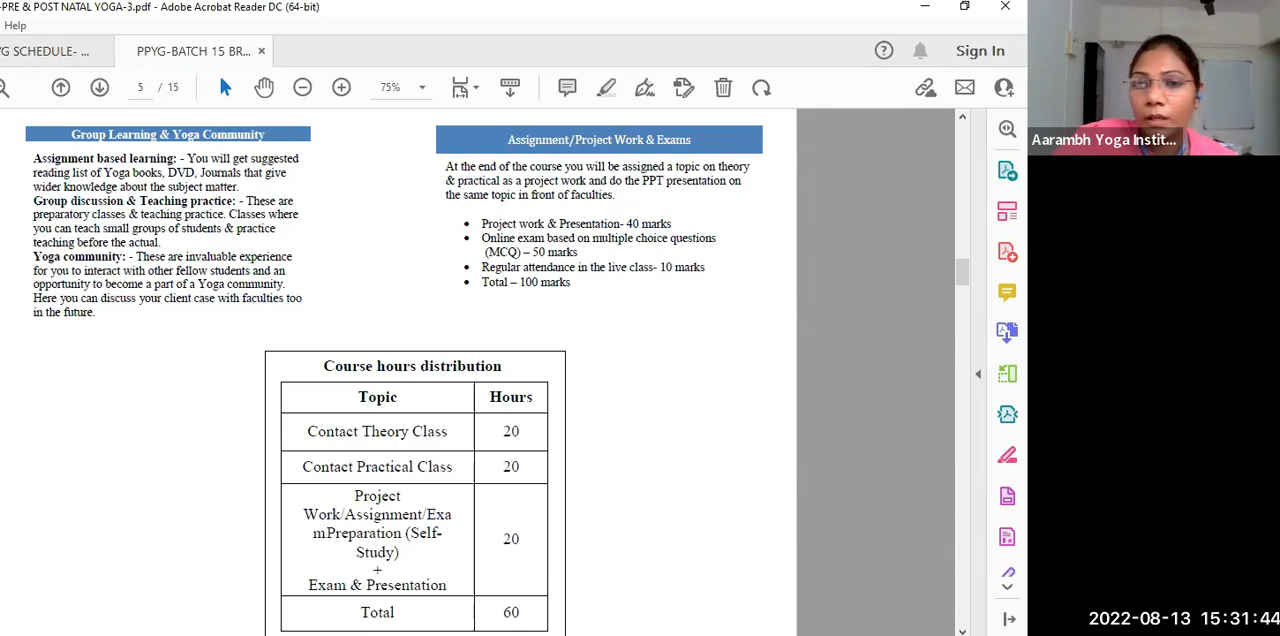 -PRE & POST NATAL YOGA-3.pdf - Adobe Acrobat Reader DC (64-bit)
Help
G SCHEDULE- ...
PPYG-BATCH 15 BR... ×
Sign In
5 / 15
75%
Group Learning & Yoga Community
Assignment based learning: - You will get suggested
reading list of Yoga books, DVD, Journals that give
wider knowledge about the subject matter.
Group discussion & Teaching practice: - These are
preparatory classes & teaching practice. Classes where
you can teach small groups of students & practice
teaching before the actual.
Yoga community: - These are invaluable experience
for you to interact with other fellow students and an
opportunity to become a part of a Yoga community.
Here you can discuss your client case with faculties too
in the future.
Assignment/Project Work & Exams
At the end of the course you will be assigned a topic on theory
& practical as a project work and do the PPT presentation on
the same topic in front of faculties.
• Project work & Presentation- 40 marks
• Online exam based on multiple choice questions
(MCQ) – 50 marks
• Regular attendance in the live class- 10 marks
• Total – 100 marks
Course hours distribution
Topic Hours
Contact Theory Class 20
Contact Practical Class 20
Project
Work/Assignment/Exa
mPreparation (Self-
Study)
+
Exam & Presentation
20
Total 60
Aarambh Yoga Instit...
2022-08-13 15:31:44